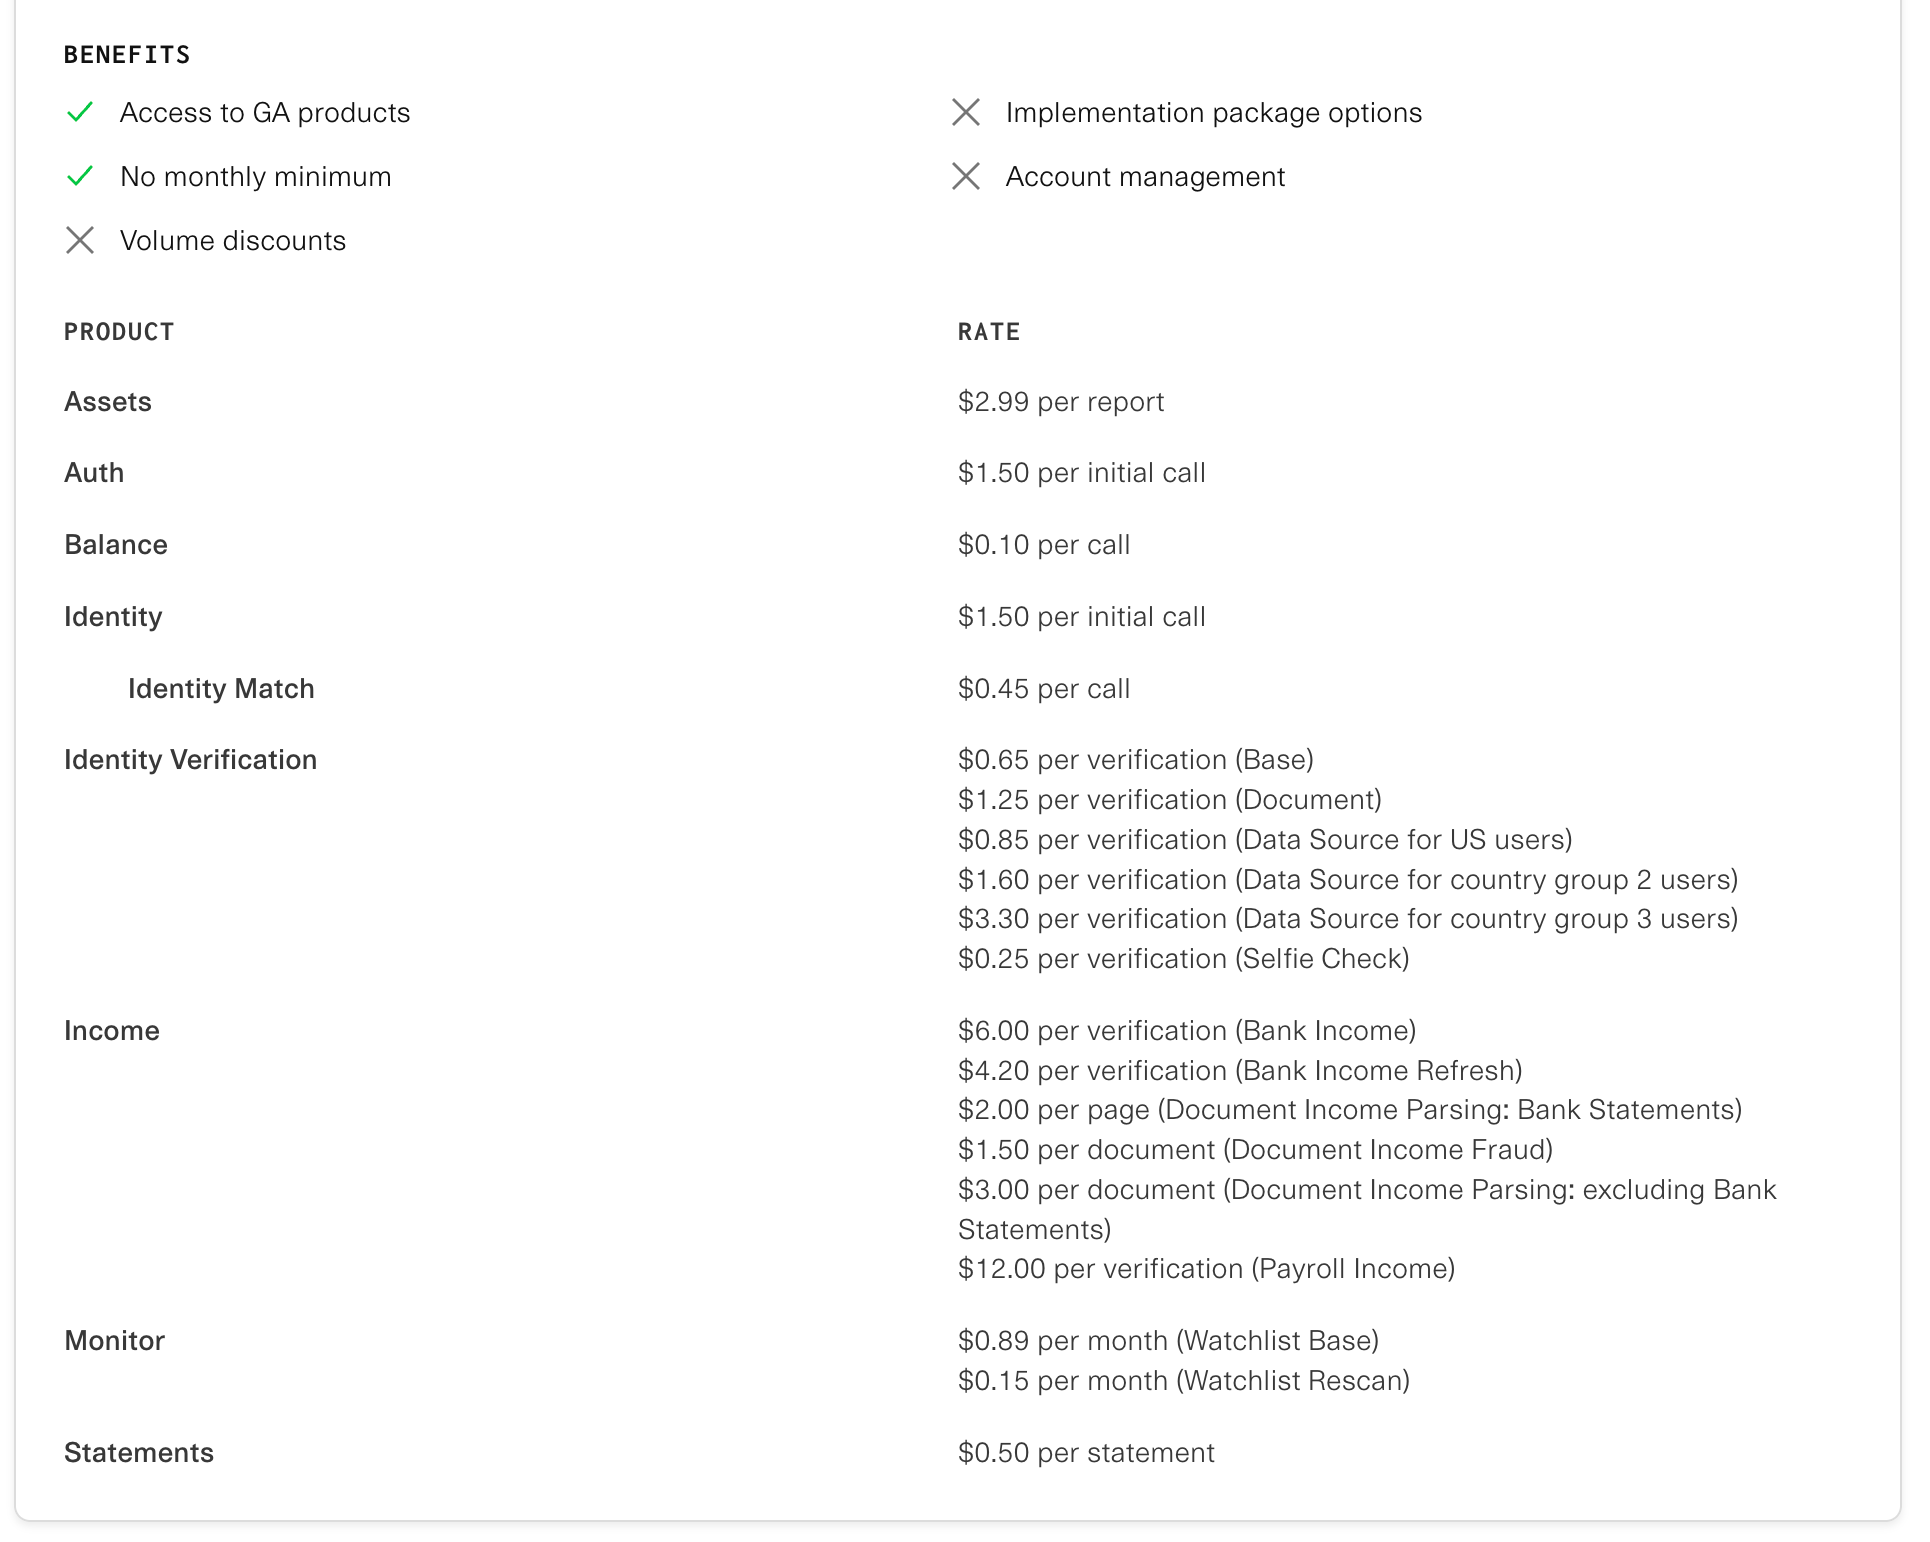 BENEFITS
Access to GA products
Implementation package options
No monthly minimum
Account management
Volume discounts
PRODUCT
RATE
Assets
$2.99 per report
Auth
$1.50 per initial call
Balance
$0.10 per call
Identity
$1.50 per initial call
Identity Match
$0.45 per call
Identity Verification
$0.65 per verification (Base)
$1.25 per verification (Document)
$0.85 per verification (Data Source for US users)
$1.60 per verification (Data Source for country group 2 users)
$3.30 per verification (Data Source for country group 3 users)
$0.25 per verification (Selfie Check)
Income
$6.00 per verification (Bank Income)
$4.20 per verification (Bank Income Refresh)
$2.00 per page (Document Income Parsing: Bank Statements)
$1.50 per document (Document Income Fraud)
$3.00 per document (Document Income Parsing: excluding Bank
Statements)
$12.00 per verification (Payroll Income)
Monitor
$0.89 per month (Watchlist Base)
$0.15 per month (Watchlist Rescan)
Statements
$0.50 per statement